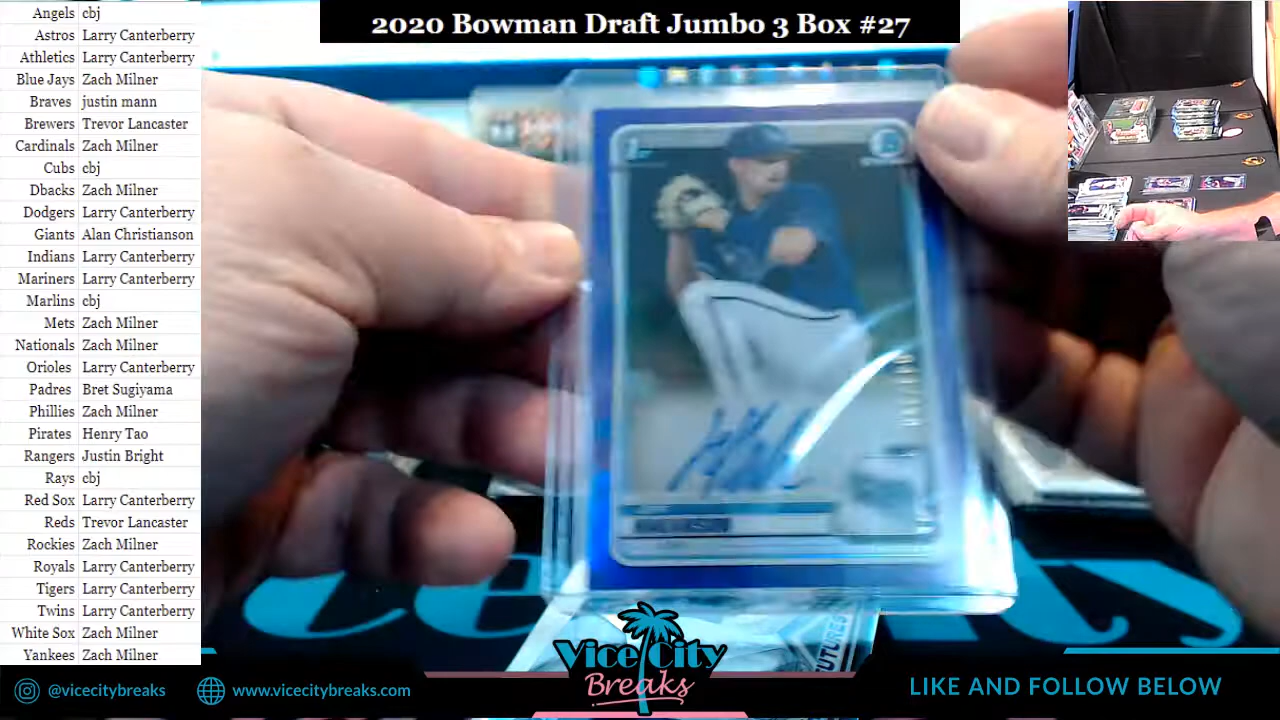 2020 Bowman Draft Jumbo 3 Box #27
Angels cbj
Astros Larry Canterberry
Athletics Larry Canterberry
Blue Jays Zach Milner
Braves justin mann
Brewers Trevor Lancaster
Cardinals Zach Milner
Cubs cbj
Dbacks Zach Milner
Dodgers Larry Canterberry
Giants Alan Christianson
Indians Larry Canterberry
Mariners Larry Canterberry
Marlins cbj
Mets Zach Milner
Nationals Zach Milner
Orioles Larry Canterberry
Padres Bret Sugiyama
Phillies Zach Milner
Pirates Henry Tao
Rangers Justin Bright
Rays cbj
Red Sox Larry Canterberry
Reds Trevor Lancaster
Rockies Zach Milner
Royals Larry Canterberry
Tigers Larry Canterberry
Twins Larry Canterberry
White Sox Zach Milner
Yankees Zach Milner
FUTURES
Vice City
Breaks
@vicecitybreaks
www.vicecitybreaks.com
LIKE AND FOLLOW BELOW